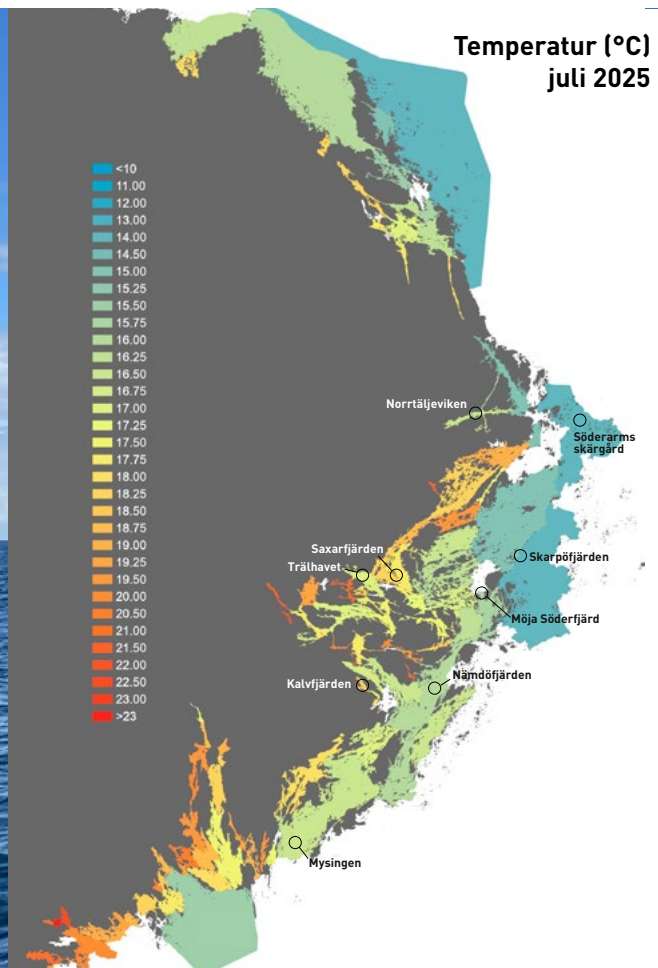 Temperatur (°C)
juli 2025
<10
11.00
12.00
13.00
14.00
14.50
15.00
15.25
15.50
15.75
16.00
16.25
16.50
16.75
17.00
17.25
17.50
17.75
18.00
18.25
18.50
18.75
19.00
19.25
19.50
20.00
20.50
21.00
21.50
22.00
22.50
23.00
>23
Norrtäljeviken
Söderarms
skärgård
Saxarfjärden
Trälhavet
Skarpöfjärden
Möja Söderfjärd
Kalvfjärden
Nämdöfjärden
Mysingen